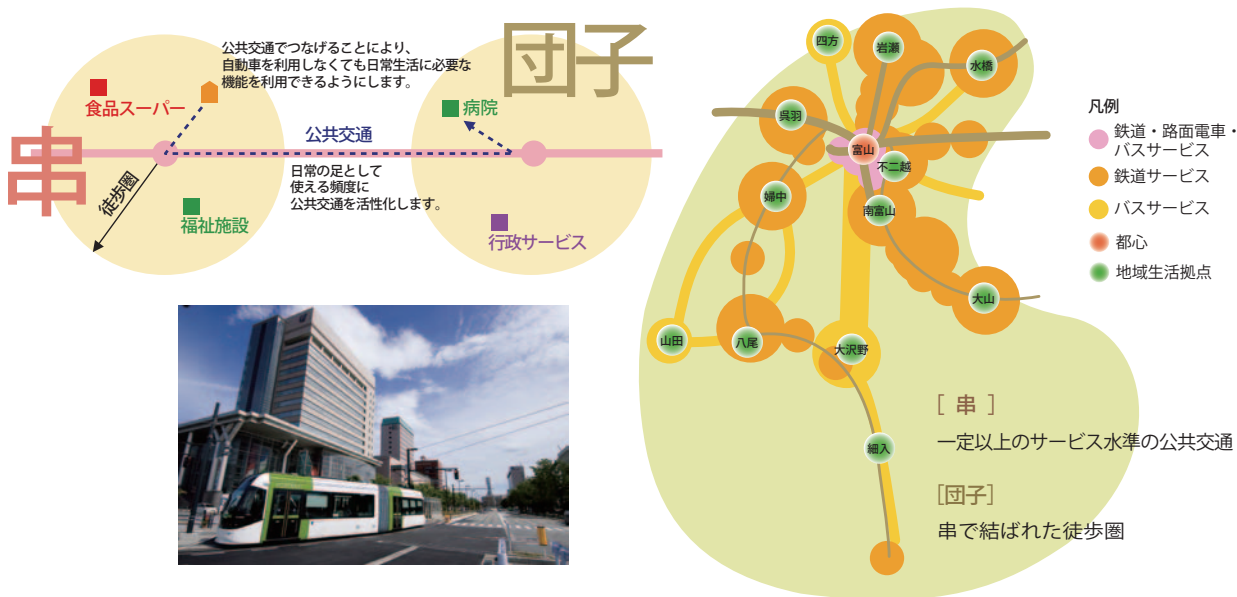 団子
公共交通でつなげることにより、
自動車を利用しなくても日常生活に必要な
機能を利用できるようにします。
食品スーパー
病院
公共交通
串
日常の足として
使える頻度に
公共交通を活性化します。
徒歩圏
福祉施設
行政サービス
四方
岩瀬
水橋
呉羽
富山
不二越
婦中
南富山
大山
山田
八尾
大沢野
細入
凡例
鉄道・路面電車・
バスサービス
鉄道サービス
バスサービス
都心
地域生活拠点
[ 串 ]
一定以上のサービス水準の公共交通
[団子]
串で結ばれた徒歩圏